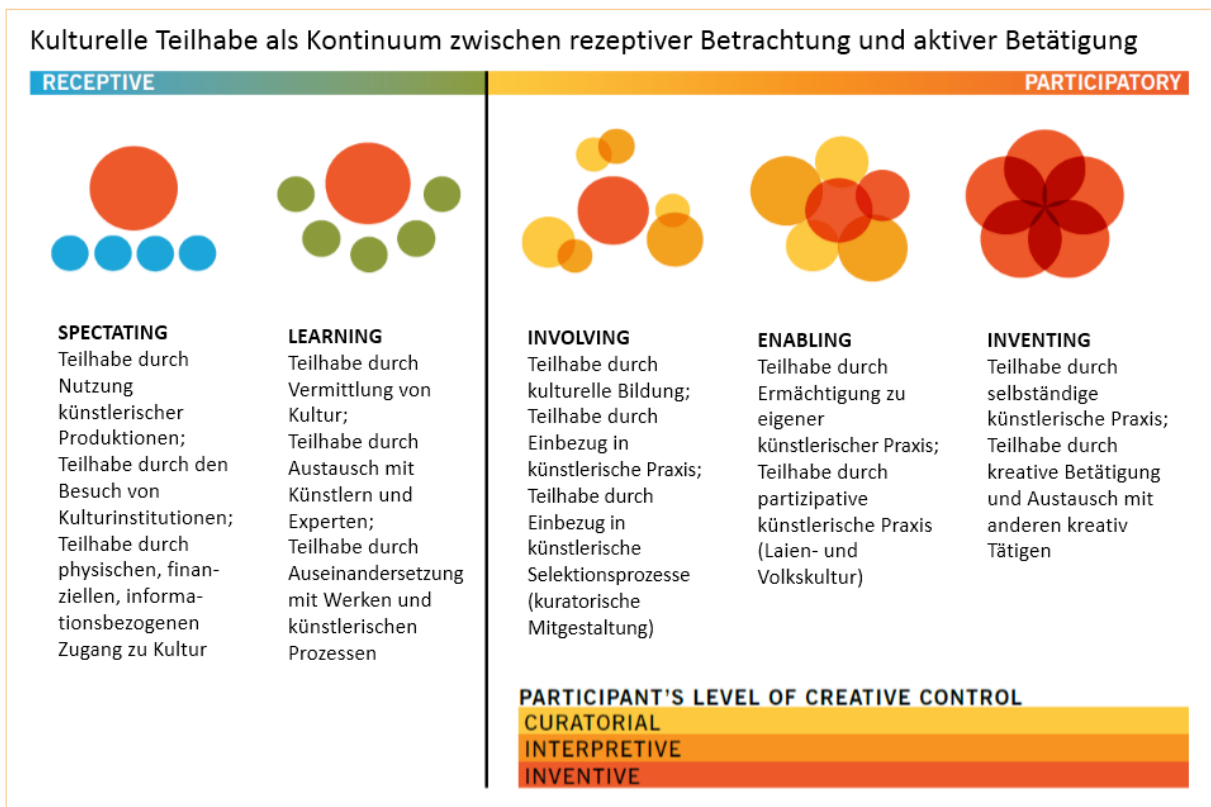 Kulturelle Teilhabe als Kontinuum zwischen rezeptiver Betrachtung und aktiver Betätigung
RECEPTIVE
PARTICIPATORY
SPECTATING
Teilhabe durch
Nutzung
künstlerischer
Produktionen;
Teilhabe durch den
Besuch von
Kulturinstitutionen;
Teilhabe durch
physischen, finan-
ziellen, informa-
tionsbezogenen
Zugang zu Kultur
LEARNING
Teilhabe durch
Vermittlung von
Kultur;
Teilhabe durch
Austausch mit
Künstlern und
Experten;
Teilhabe durch
Auseinandersetzung
mit Werken und
künstlerischen
Prozessen
INVOLVING
Teilhabe durch
kulturelle Bildung;
Teilhabe durch
Einbezug in
künstlerische Praxis;
Teilhabe durch
Einbezug in
künstlerische
Selektionsprozesse
(kuratorische
Mitgestaltung)
ENABLING
Teilhabe durch
Ermächtigung zu
eigener
künstlerischer Praxis;
Teilhabe durch
partizipative
künstlerische Praxis
(Laien- und
Volkskultur)
INVENTING
Teilhabe durch
selbständige
künstlerische Praxis;
Teilhabe durch
kreative Betätigung
und Austausch mit
anderen kreativ
Tätigen
PARTICIPANT'S LEVEL OF CREATIVE CONTROL
CURATORIAL
INTERPRETIVE
INVENTIVE